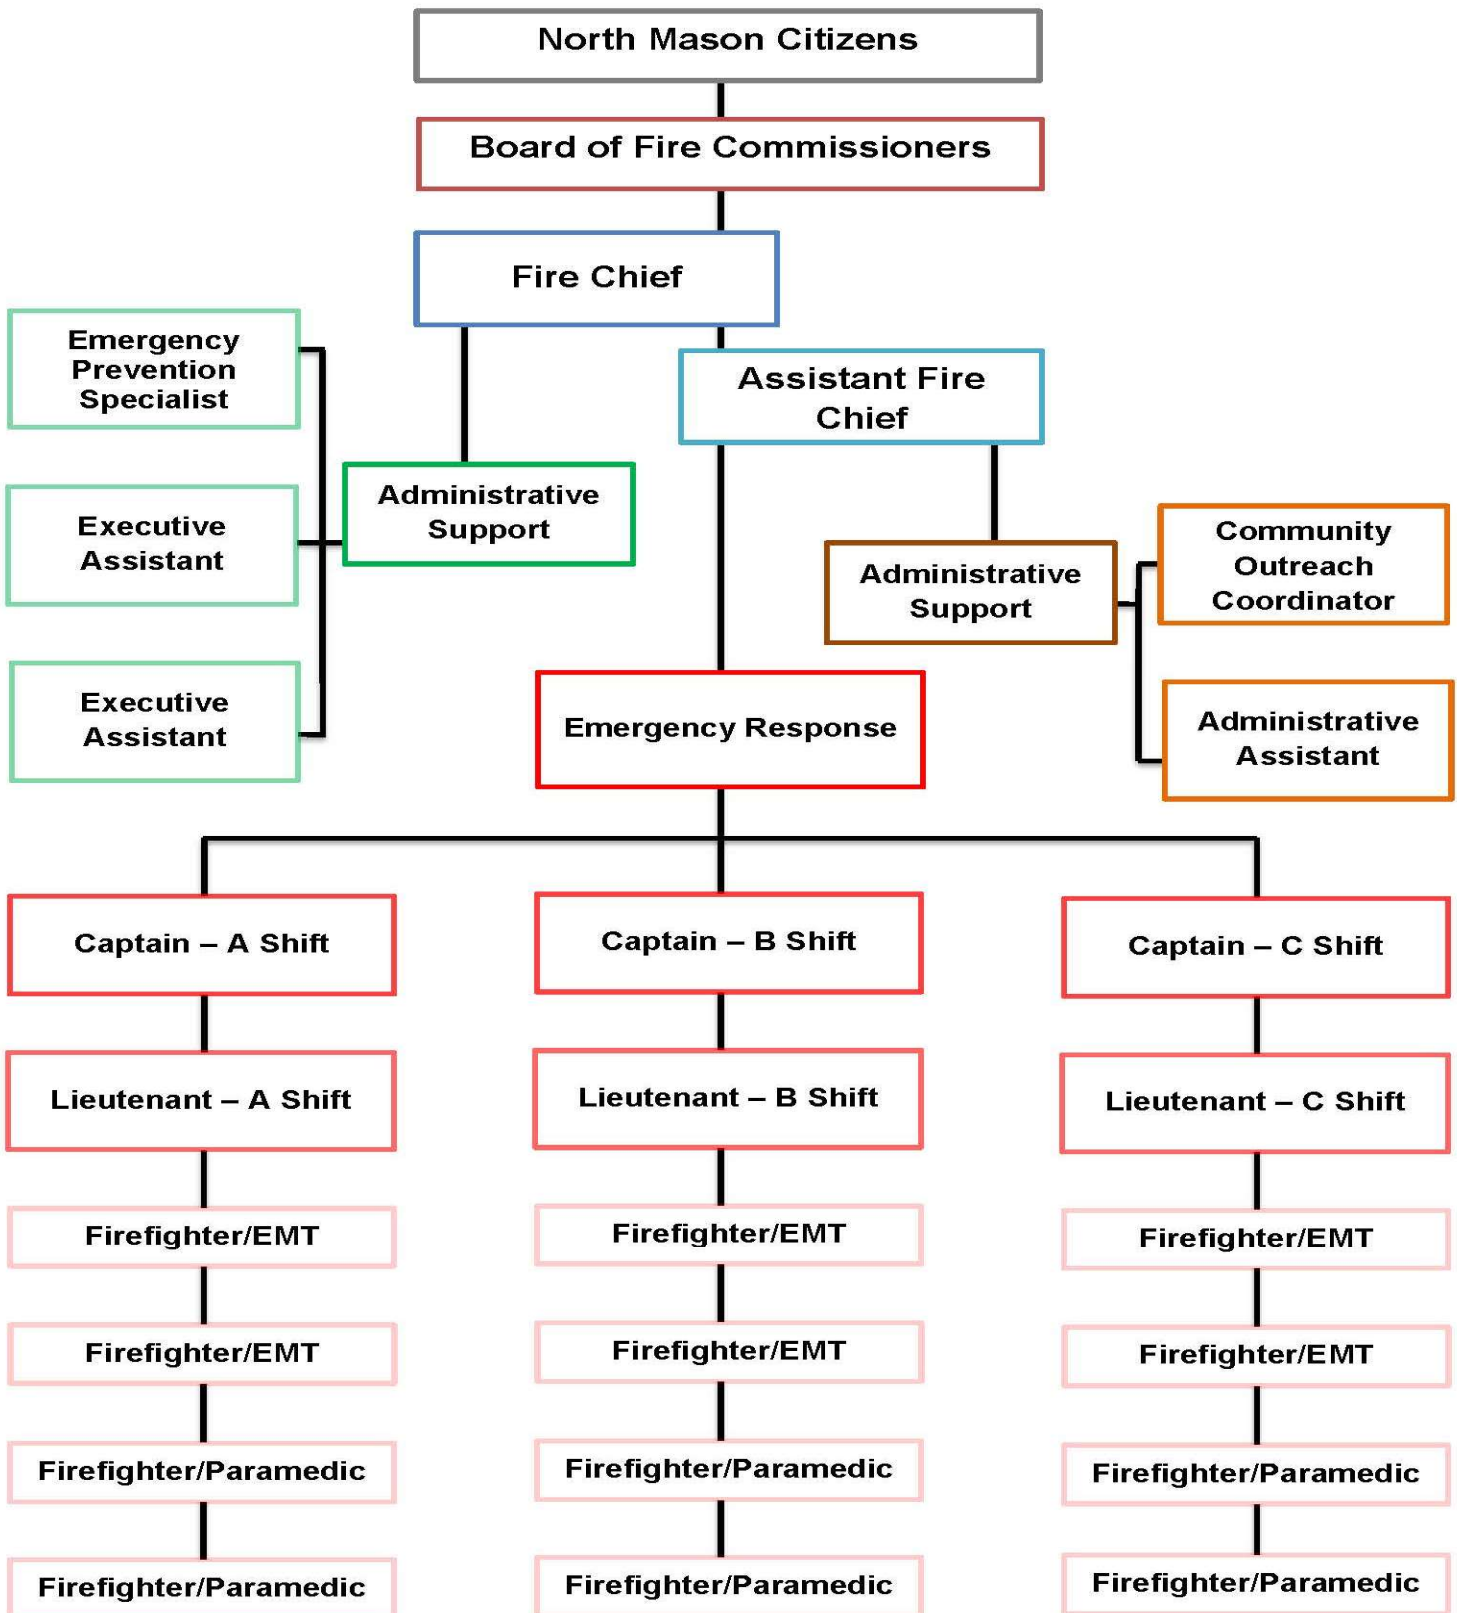 North Mason Citizens
Board of Fire Commissioners
Fire Chief
Emergency
Prevention
Specialist
Assistant Fire
Chief
Administrative
Support
Executive
Assistant
Community
Outreach
Coordinator
Administrative
Support
Executive
Assistant
Emergency Response
Administrative
Assistant
Captain – A Shift
Captain – B Shift
Captain – C Shift
Lieutenant – A Shift
Lieutenant – B Shift
Lieutenant – C Shift
Firefighter/EMT
Firefighter/EMT
Firefighter/EMT
Firefighter/EMT
Firefighter/EMT
Firefighter/EMT
Firefighter/Paramedic
Firefighter/Paramedic
Firefighter/Paramedic
Firefighter/Paramedic
Firefighter/Paramedic
Firefighter/Paramedic